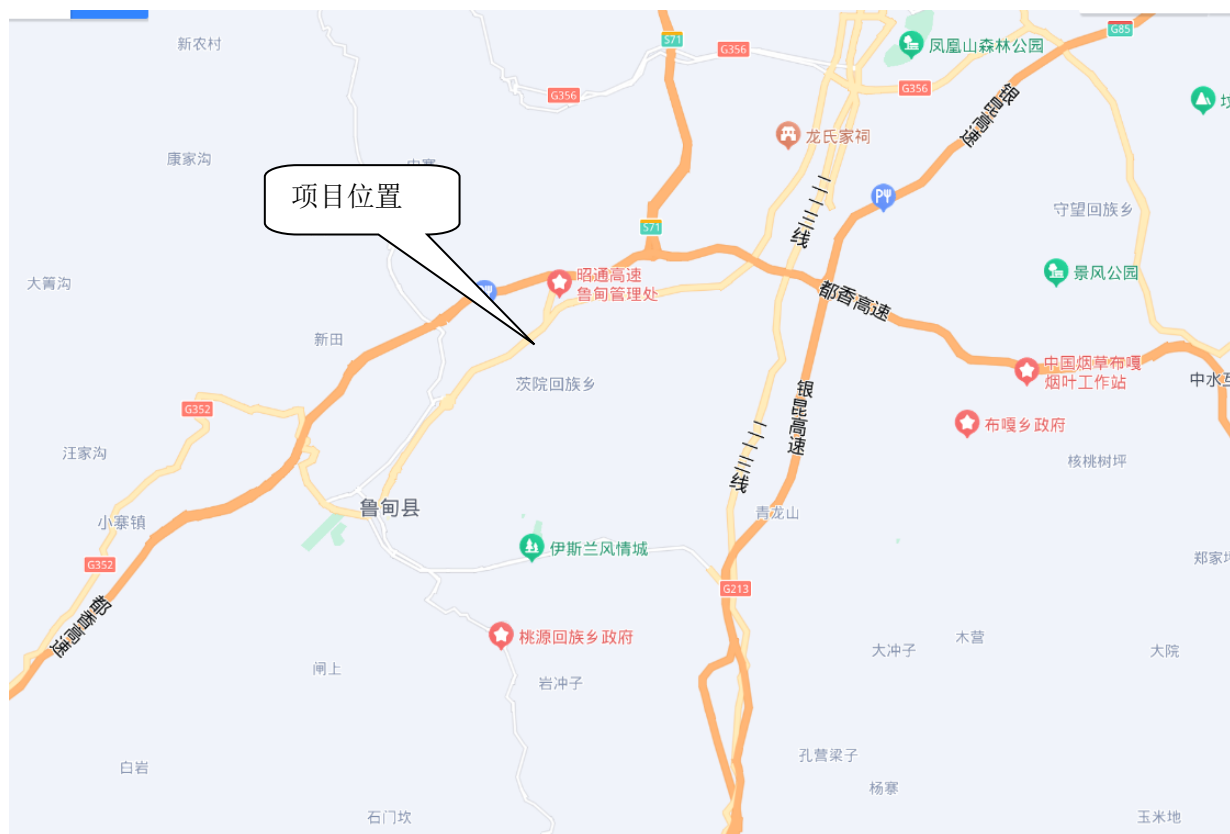 新农村
S71
G356
凤凰山森林公园
G85
G356
G356
银昆高速
龙氏家祠
康家沟
项目位置
二一三线
守望回族乡
S71
大箐沟
昭通高速
鲁甸管理处
景风公园
都香高速
新田
茨院回族乡
中国烟草布嘎
烟叶工作站
银昆高速
G352
布嘎乡政府
二一三线
汪家沟
核桃树坪
鲁甸县
小寨镇
青龙山
伊斯兰风情城
G352
G213
都香高速
桃源回族乡政府
木营
大冲子
大院
闸上
岩冲子
孔营梁子
白岩
杨寨
石门坎
玉米地